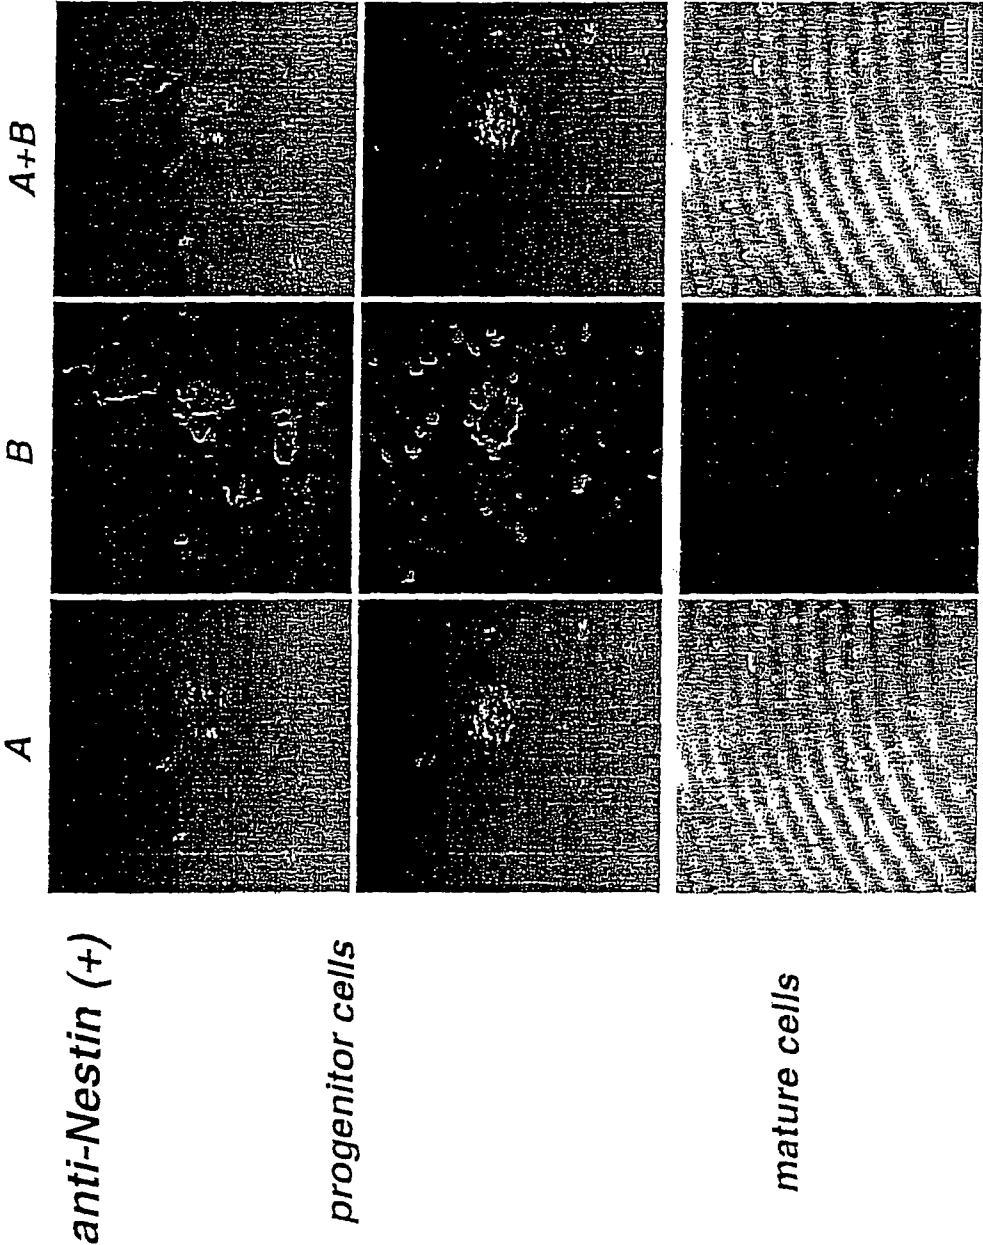 anti-Nestin (+)
A
B
A+B
progenitor cells
mature cells